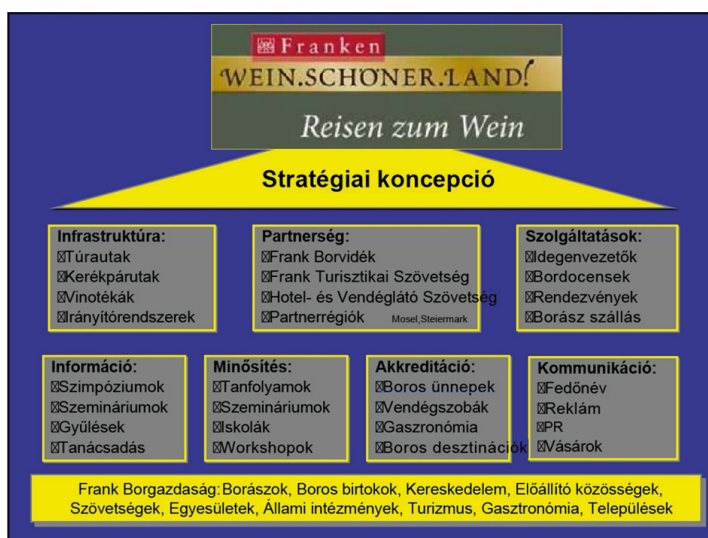 Franken
WEIN.SCHÖNER.LAND!
Reisen zum Wein
Stratégiai koncepció
Infrastruktúra:
Túrautak
Kerékpárutak
Vinotékák
Irányítórendszerek
Partnerség:
Frank Borvidék
Frank Turisztikai Szövetség
Hotel- és Vendéglátó Szövetség
Partnerrégiók Mosel,Steiermark
Szolgáltatások:
Idegenvezetők
Bordocensek
Rendezvények
Borász szállás
Információ:
Szimpóziumok
Szemináriumok
Gyűlések
Tanácsadás
Minősítés:
Tanfolyamok
Szemináriumok
Iskolák
Workshopok
Akkreditáció:
Boros ünnepek
Vendégszobák
Gaszronómia
Boros desztinációk
Kommunikáció:
Fedőnév
Reklám
PR
Vásárok
Frank Borgazdaság: Borászok, Boros birtokok, Kereskedelem, Előállító közösségek,
Szövetségek, Egyesületek, Állami intézmények, Turizmus, Gasztronómia, Települések